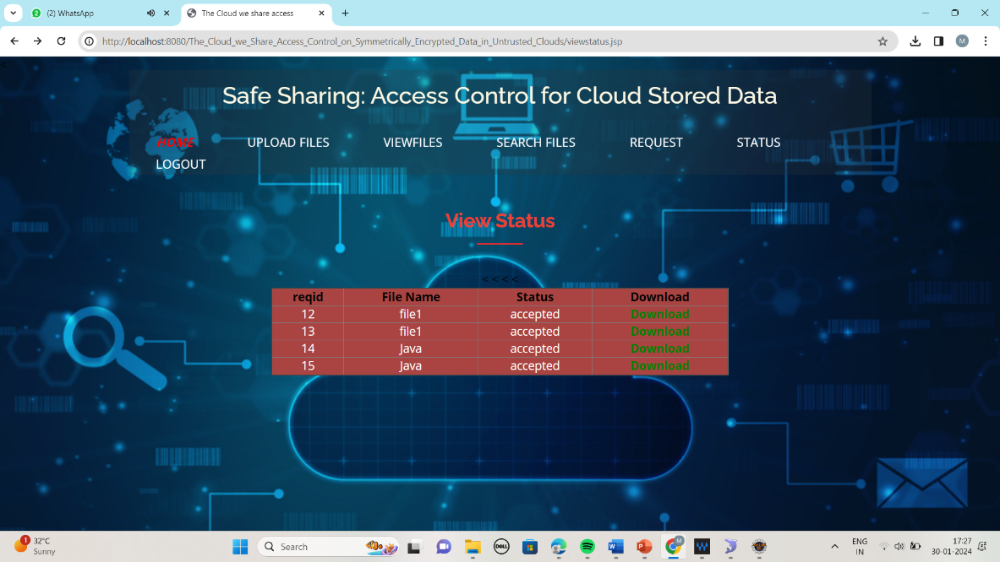 (2) WhatsApp
The Cloud we share access
http://localhost:8080/The_Cloud_we_Share_Access_Control_on_Symmetrically_Encrypted_Data_in_Untrusted_Clouds/viewstatus.jsp
M
<
Safe Sharing: Access Control for Cloud Stored Data
HOME UPLOAD FILES VIEWFILES SEARCH FILES REQUEST STATUS
LOGOUT
View Status
< < < <
reqid File Name Status Download
12 file1 accepted Download
13 file1 accepted Download
14 Java accepted Download
15 Java accepted Download
1 32°C
Sunny
Search
DELL
W
P
M
ENG
IN
17:27
30-01-2024